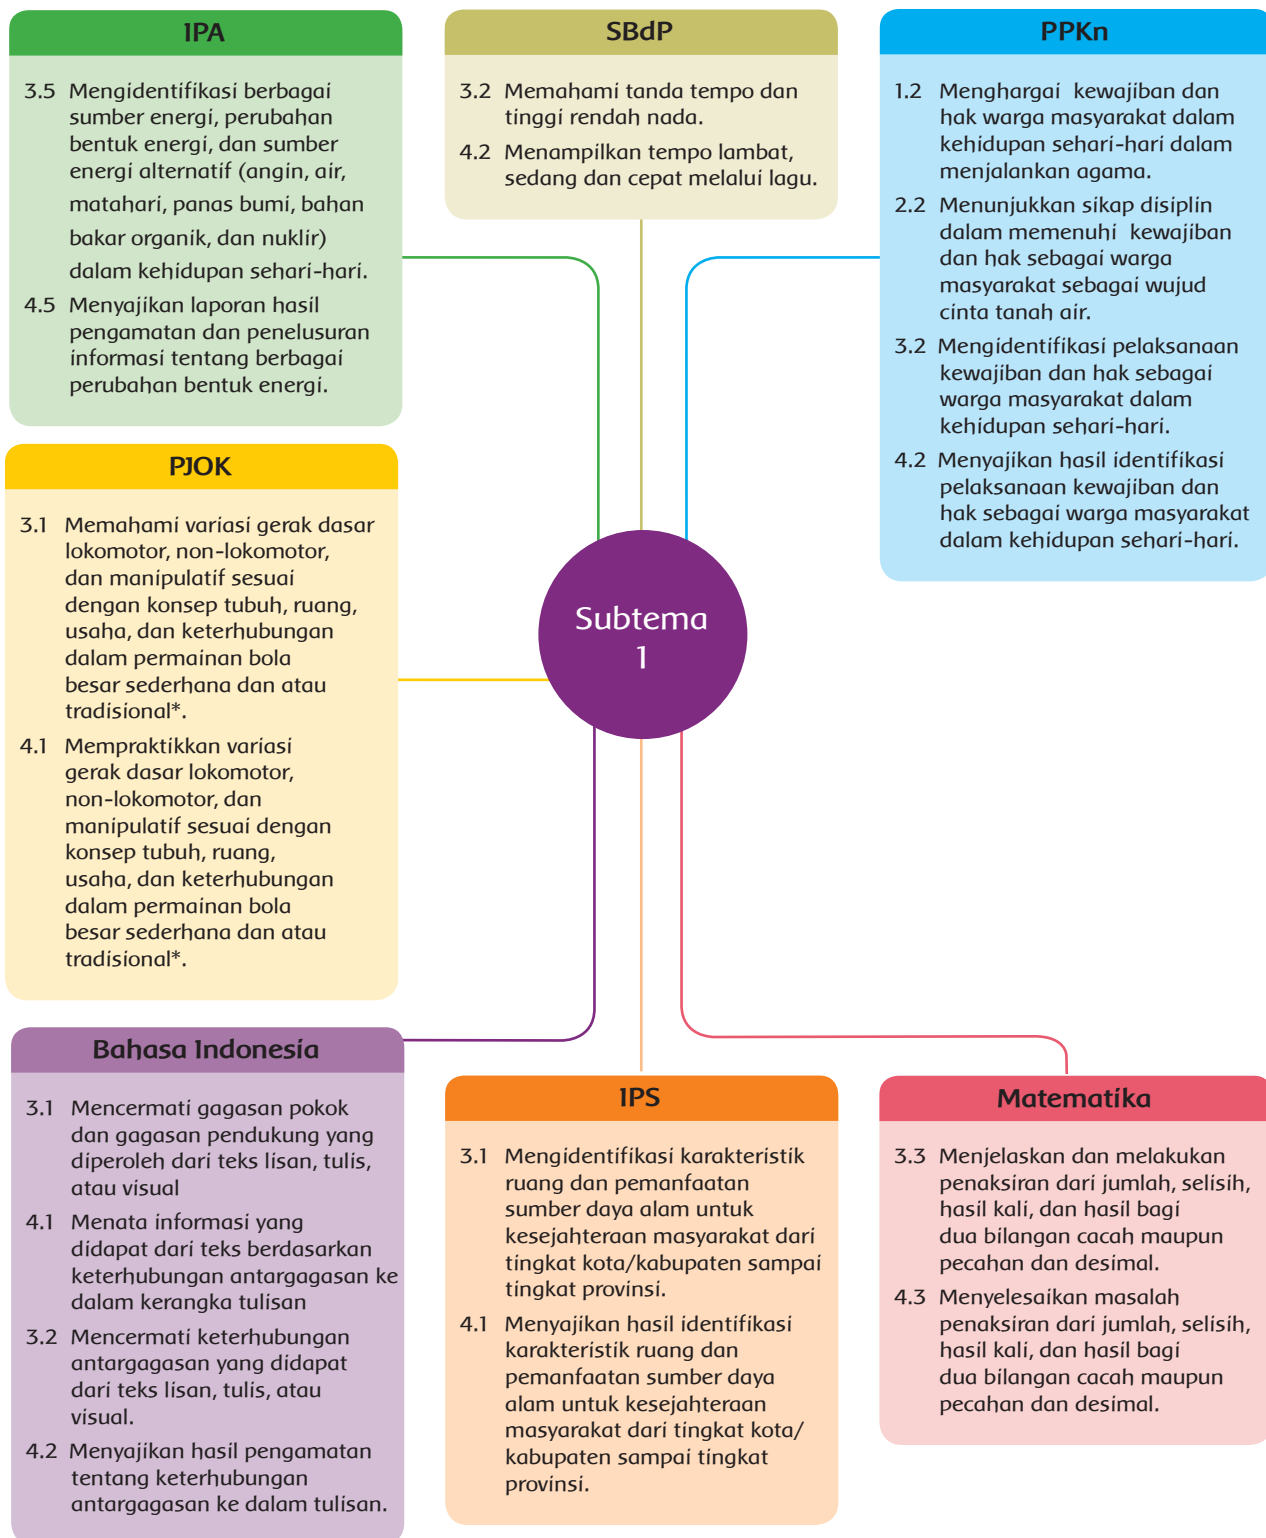 IPA
3.5 Mengidentifikasi berbagai
sumber energi, perubahan
bentuk energi, dan sumber
energi alternatif (angin, air,
matahari, panas bumi, bahan
bakar organik, dan nuklir)
dalam kehidupan sehari-hari.
4.5 Menyajikan laporan hasil
pengamatan dan penelusuran
informasi tentang berbagai
perubahan bentuk energi.
SBdP
3.2 Memahami tanda tempo dan
tinggi rendah nada.
4.2 Menampilkan tempo lambat,
sedang dan cepat melalui lagu.
PPKn
1.2 Menghargai kewajiban dan
hak warga masyarakat dalam
kehidupan sehari-hari dalam
menjalankan agama.
2.2 Menunjukkan sikap disiplin
dalam memenuhi kewajiban
dan hak sebagai warga
masyarakat sebagai wujud
cinta tanah air.
3.2 Mengidentifikasi pelaksanaan
kewajiban dan hak sebagai
warga masyarakat dalam
kehidupan sehari-hari.
4.2 Menyajikan hasil identifikasi
pelaksanaan kewajiban dan
hak sebagai warga masyarakat
dalam kehidupan sehari-hari.
PJOK
3.1 Memahami variasi gerak dasar
lokomotor, non-lokomotor,
dan manipulatif sesuai
dengan konsep tubuh, ruang,
usaha, dan keterhubungan
dalam permainan bola
besar sederhana dan atau
tradisional*.
4.1 Mempraktikkan variasi
gerak dasar lokomotor,
non-lokomotor, dan
manipulatif sesuai dengan
konsep tubuh, ruang,
usaha, dan keterhubungan
dalam permainan bola
besar sederhana dan atau
tradisional*.
Subtema
1
Bahasa Indonesia
3.1 Mencermati gagasan pokok
dan gagasan pendukung yang
diperoleh dari teks lisan, tulis,
atau visual
4.1 Menata informasi yang
didapat dari teks berdasarkan
keterhubungan antargagasan ke
dalam kerangka tulisan
3.2 Mencermati keterhubungan
antargagasan yang didapat
dari teks lisan, tulis, atau
visual.
4.2 Menyajikan hasil pengamatan
tentang keterhubungan
antargagasan ke dalam tulisan.
IPS
3.1 Mengidentifikasi karakteristik
ruang dan pemanfaatan
sumber daya alam untuk
kesejahteraan masyarakat dari
tingkat kota/kabupaten sampai
tingkat provinsi.
4.1 Menyajikan hasil identifikasi
karakteristik ruang dan
pemanfaatan sumber daya
alam untuk kesejahteraan
masyarakat dari tingkat kota/
kabupaten sampai tingkat
provinsi.
Matematika
3.3 Menjelaskan dan melakukan
penaksiran dari jumlah, selisih,
hasil kali, dan hasil bagi
dua bilangan cacah maupun
pecahan dan desimal.
4.3 Menyelesaikan masalah
penaksiran dari jumlah, selisih,
hasil kali, dan hasil bagi
dua bilangan cacah maupun
pecahan dan desimal.